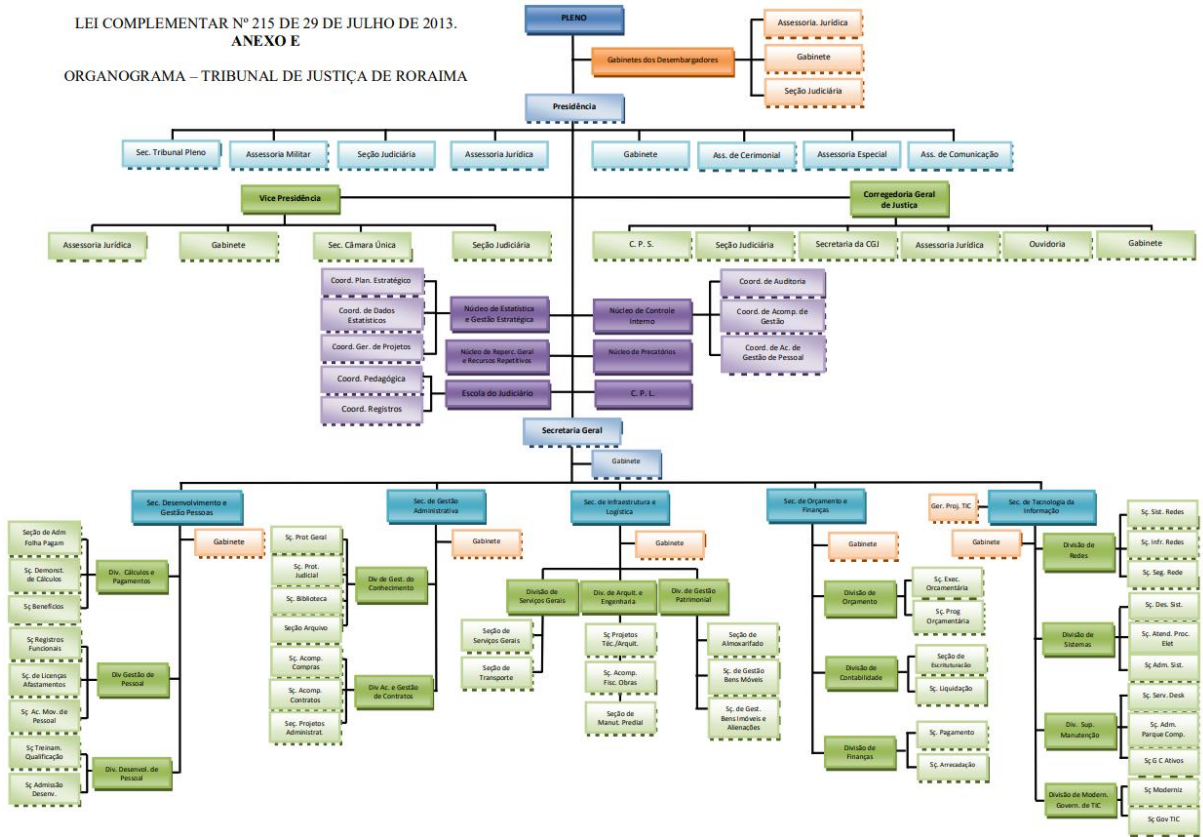 LEI COMPLEMENTAR Nº 215 DE 29 DE JULHO DE 2013.
ANEXO E
ORGANOGRAMA – TRIBUNAL DE JUSTIÇA DE RORAIMA
PLENO
Gabinetes dos Desembargadores
Assessoria. Jurídica
Gabinete
Seção Judiciária
Presidência
Sec. Tribunal Pleno
Assessoria Militar
Seção Judiciária
Assessoria Jurídica
Gabinete
Ass. de Cerimonial
Assessoria Especial
Ass. de Comunicação
Vice Presidência
Corregedoria Geral
de Justiça
Assessoria Jurídica
Gabinete
Sec. Câmara Única
Seção Judiciária
C. P. S.
Seção Judiciária
Secretaria da CGJ
Assessoria Jurídica
Ouvidoria
Gabinete
Coord. Plan. Estratégico
Coord. de Dados
Estatísticos
Coord. Ger. de Projetos
Núcleo de Estatística
e Gestão Estratégica
Núcleo de Controle
Interno
Coord. de Auditoria
Coord. de Acomp. de
Gestão
Coord. de Ac. de
Gestão de Pessoal
Núcleo de Reperc. Geral
e Recursos Repetitivos
Núcleo de Precatórios
Coord. Pedagógica
Coord. Registros
Escola do Judiciário
C. P. L.
Secretaria Geral
Gabinete
Sec. Desenvolvimento e
Gestão Pessoas
Gabinete
Seção de Adm
Folha Pagam
Sç. Demonst.
de Cálculos
Sç Benefícios
Div. Cálculos e
Pagamentos
Sç Registros
Funcionais
Sç. de Licenças
Afastamentos
Sç Ac. Mov. de
Pessoal
Div Gestão de
Pessoal
Sç Treinam.
Qualificação
Sç Admissão
Desenv.
Div. Desenvol. de
Pessoal
Sec. de Gestão
Administrativa
Gabinete
Sç. Prot Geral
Sç. Prot.
Judicial
Sç. Biblioteca
Seção Arquivo
Div de Gest. do
Conhecimento
Sç. Acomp.
Compras
Sç. Acomp.
Contratos
Seç. Projetos
Administrat.
Div Ac. e Gestão
de Contratos
Sec. de Infraestrutura e
Logística
Gabinete
Divisão de
Serviços Gerais
Div. de Arquit. e
Engenharia
Div. de Gestão
Patrimonial
Seção de
Serviços Gerais
Seção de
Transporte
Sç Projetos
Téc./Arquit.
Sç. Acomp.
Fisc. Obras
Seção de
Manut. Predial
Seção de
Almoxarifado
Sç. de Gestão
Bens Móveis
Sç. de Gest.
Bens Imóveis e
Alienações
Sec. de Orçamento e
Finanças
Gabinete
Divisão de
Orçamento
Sç. Exec.
Orcamentária
Sç. Prog
Orçamentária
Divisão de
Contabilidade
Seção de
Escrituracão
Sç. Liquidação
Divisão de
Finanças
Sç. Pagamento
Sç. Arrecadação
Ger. Proj. TIC
Sec. de Tecnologia da
Informação
Gabinete
Divisão de
Redes
Sç. Sist. Redes
Sç. Infr. Redes
Sç. Seg. Rede
Divisão de
Sistemas
Sç. Des. Sist.
Sç. Atend. Proc.
Elet
Sç. Adm. Sist.
Div. Sup.
Manutenção
Sç. Serv. Desk
Sç. Adm.
Parque Comp.
Sç G C Ativos
Divisão de Modern.
Govern. de TIC
Sç Moderniz
Sç Gov TIC